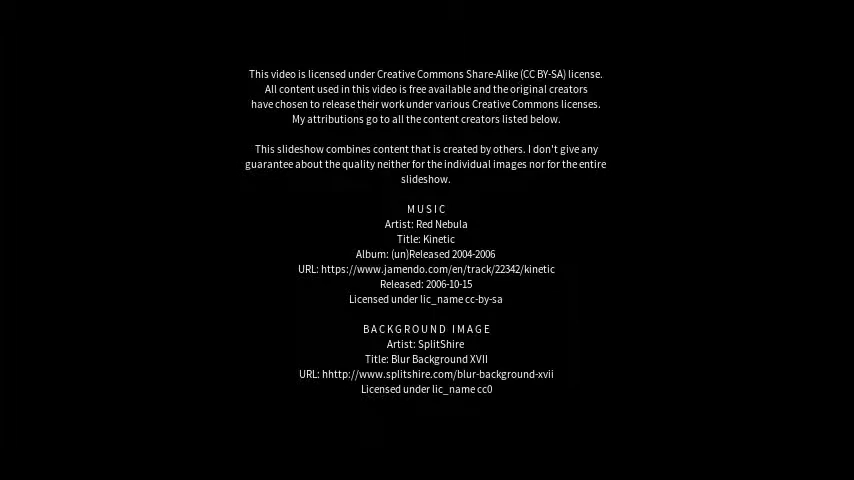 This video is licensed under Creative Commons Share-Alike (CC BY-SA) license.
All content used in this video is free available and the original creators
have chosen to release their work under various Creative Commons licenses.
My attributions go to all the content creators listed below.
This slideshow combines content that is created by others. I don't give any
guarantee about the quality neither for the individual images nor for the entire
slideshow.
MUSIC
Artist: Red Nebula
Title: Kinetic
Album: (un)Released 2004-2006
URL: https://www.jamendo.com/en/track/22342/kinetic
Released: 2006-10-15
Licensed under lic_name cc-by-sa
BACKGROUND IMAGE
Artist: SplitShire
Title: Blur Background XVII
URL: hhttp://www.splitshire.com/blur-background-xvii
Licensed under lic_name cc0